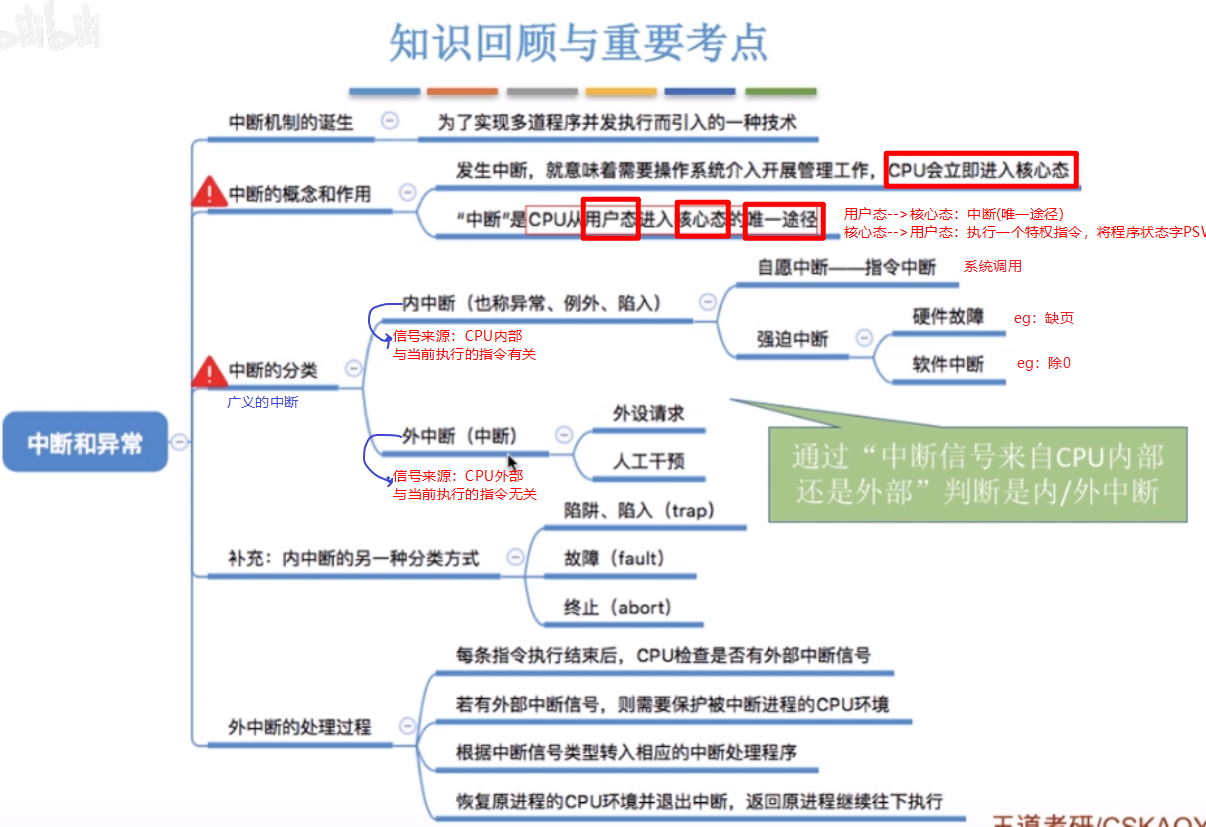 知识回顾与重要考点
中断机制的诞生
为了实现多道程序并发执行而引入的一种技术
发生中断，就意味着需要操作系统介入开展管理工作，CPU会立即进入核心态
中断的概念和作用
“中断”是CPU从用户态进入核心态的唯一途径
用户态-->核心态：中断(唯一途径)
核心态-->用户态：执行一个特权指令，将程序状态字PSW
自愿中断——指令中断
系统调用
内中断（也称异常、例外、陷入）
信号来源：CPU内部
与当前执行的指令有关
硬件故障
eg：缺页
强迫中断
软件中断
eg：除0
中断的分类
广义的中断
外设请求
外中断（中断）
人工干预
信号来源：CPU外部
与当前执行的指令无关
通过“中断信号来自CPU内部
还是外部”判断是内/外中断
中断和异常
陷阱、陷入（trap）
补充：内中断的另一种分类方式
故障（fault）
终止（abort）
每条指令执行结束后，CPU检查是否有外部中断信号
若有外部中断信号，则需要保护被中断进程的CPU环境
外中断的处理过程
根据中断信号类型转入相应的中断处理程序
恢复原进程的CPU环境并退出中断，返回原进程继续往下执行
王道考研/CSKAOY